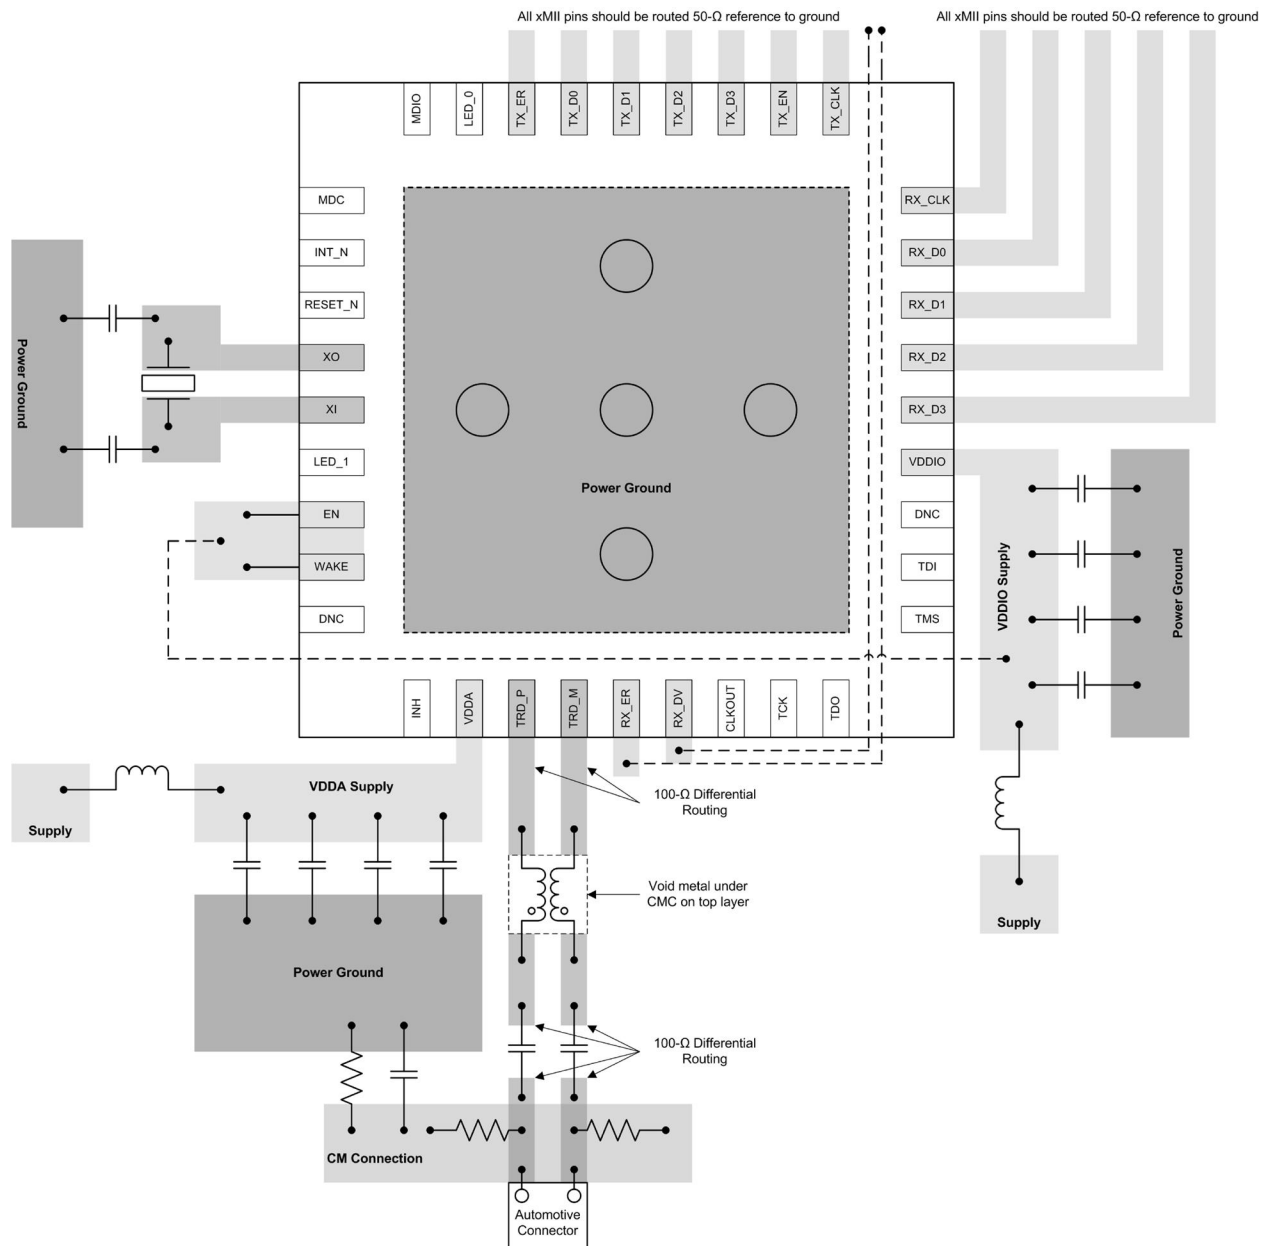 All xMII pins should be routed 50-Ω reference to ground
All xMII pins should be routed 50-Ω reference to ground
MDIO
LED_0
TX_ER
TX_D0
TX_D1
TX_D2
TX_D3
TX_EN
TX_CLK
MDC
INT_N
RESET_N
XO
XI
LED_1
EN
WAKE
DNC
Power Ground
Power Ground
RX_CLK
RX_D0
RX_D1
RX_D2
RX_D3
VDDIO
DNC
TDI
TMS
VDDIO Supply
Power Ground
INH
VDDA
TRD_P
TRD_M
RX_ER
RX_DV
CLKOUT
TCK
TDO
Supply
VDDA Supply
100-Ω Differential
Routing
Void metal under
CMC on top layer
Supply
Power Ground
100-Ω Differential
Routing
CM Connection
Automotive
Connector